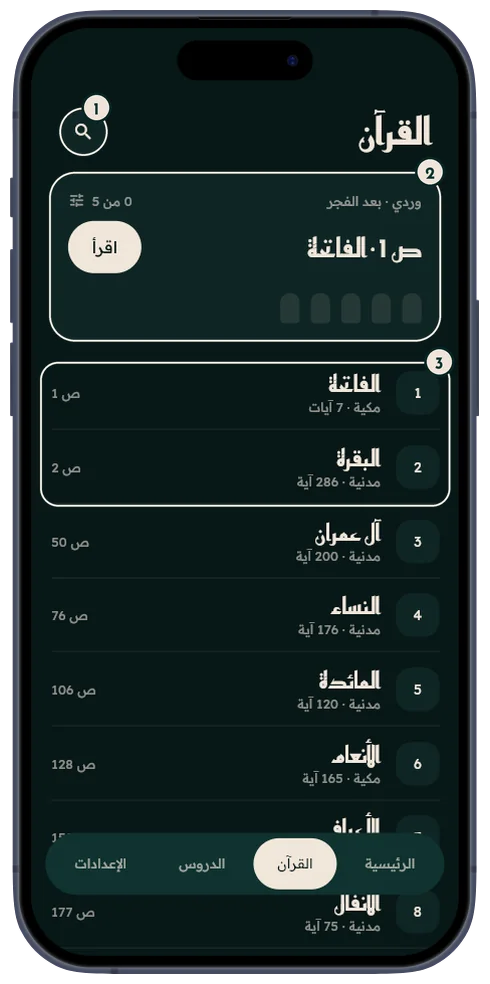 القرآن
1
2
وردي · بعد الفجر
0 من 5
ص 1 · الفاتحة
اقرأ
3
1
الفاتحة
مكية · 7 آيات
ص 1
2
البقرة
مدنية · 286 آية
ص 2
3
آل عمران
مدنية · 200 آية
ص 50
4
النساء
مدنية · 176 آية
ص 76
5
المائدة
مدنية · 120 آية
ص 106
6
الأنعام
مكية · 165 آية
ص 128
الأعراف
الرئيسية
القرآن
الدروس
الإعدادات
8
الأنفال
مدنية · 75 آية
ص 177